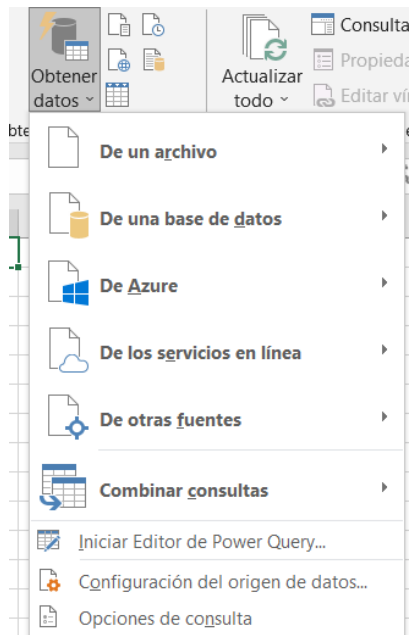 Obtener
datos
Actualizar
todo
Consulta
Propieda
Editar
De un archivo
De una base de datos
De Azure
De los servicios en línea
De otras fuentes
Combinar consultas
Iniciar Editor de Power Query...
Configuración del origen de datos...
Opciones de consulta